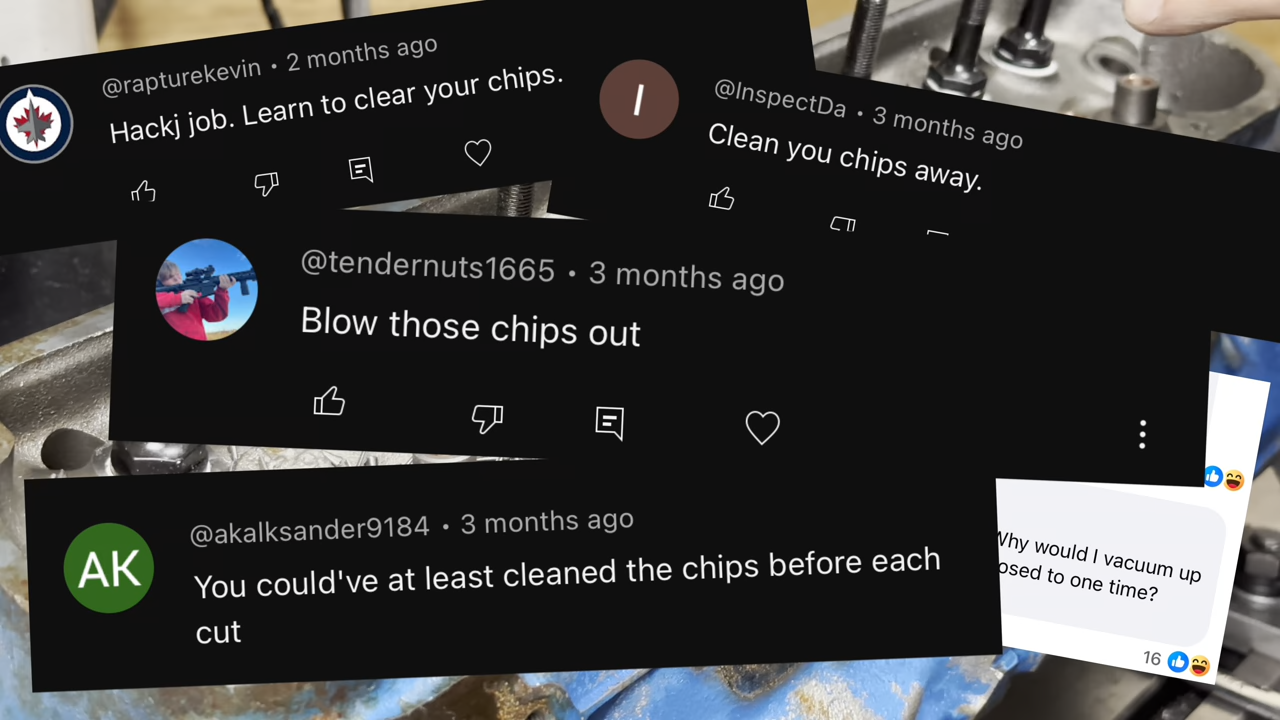 @rapturekevin • 2 months ago
Hackj job. Learn to clear your chips.
I
@InspectDa • 3 months ago
Clean you chips away.
@tendernuts1665 • 3 months ago
Blow those chips out
AK
@akalksander9184 • 3 months ago
You could've at least cleaned the chips before each
cut
Why would I vacuum up
osed to one time?
16